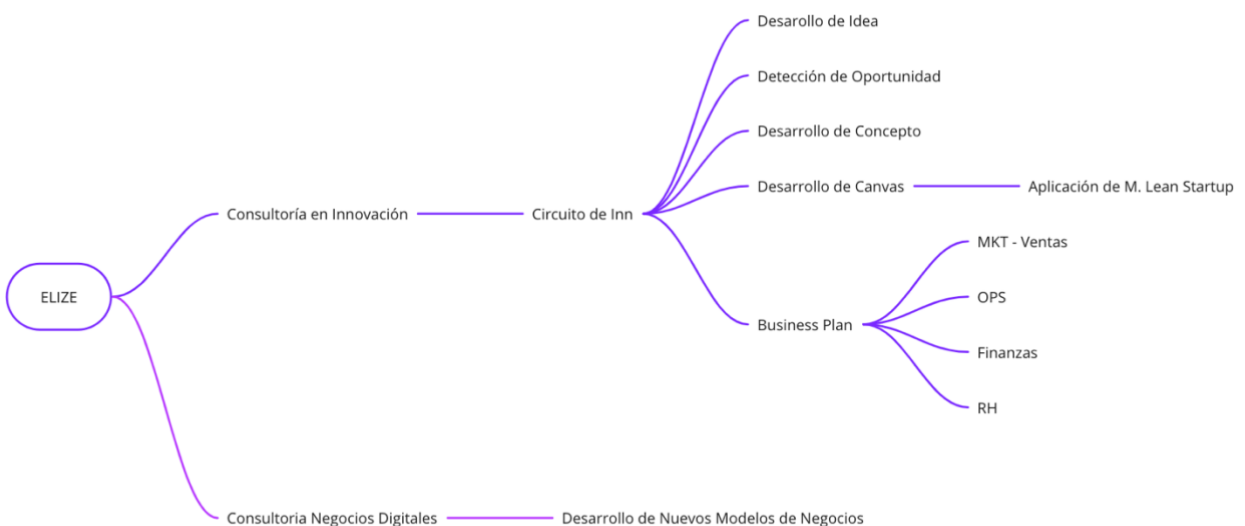 ELIZE
Consultoría en Innovación
Circuito de Inn
Desarollo de Idea
Detección de Oportunidad
Desarrollo de Concepto
Desarrollo de Canvas
Aplicación de M. Lean Startup
Business Plan
MKT - Ventas
OPS
Finanzas
RH
Consultoria Negocios Digitales
Desarrollo de Nuevos Modelos de Negocios